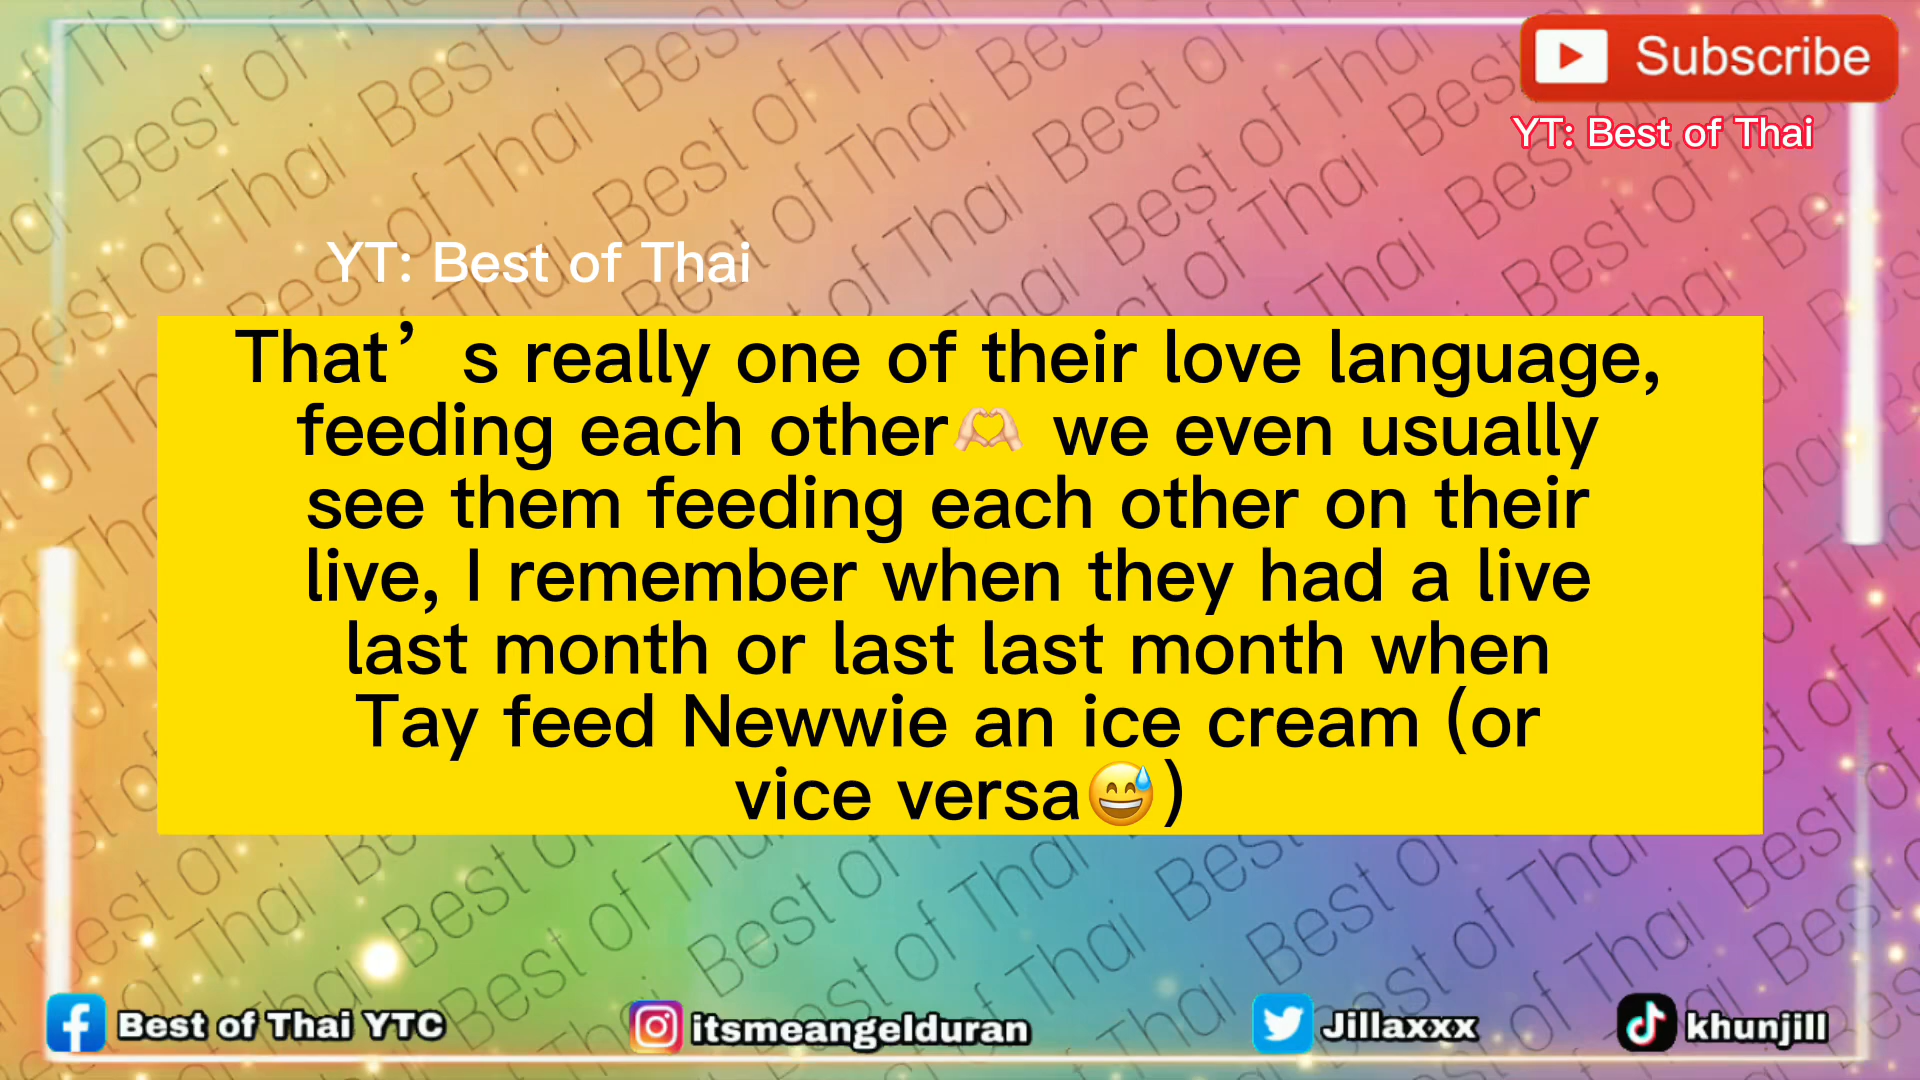 Subscribe
YT: Best of Thai
YT: Best of Thai
That’s really one of their love language,
feeding each other🫶🏻 we even usually
see them feeding each other on their
live, I remember when they had a live
last month or last last month when
Tay feed Newwie an ice cream (or
vice versa😅)
Best of Thai YTC
itsmeangelduran
Jillaxxx
khunjill